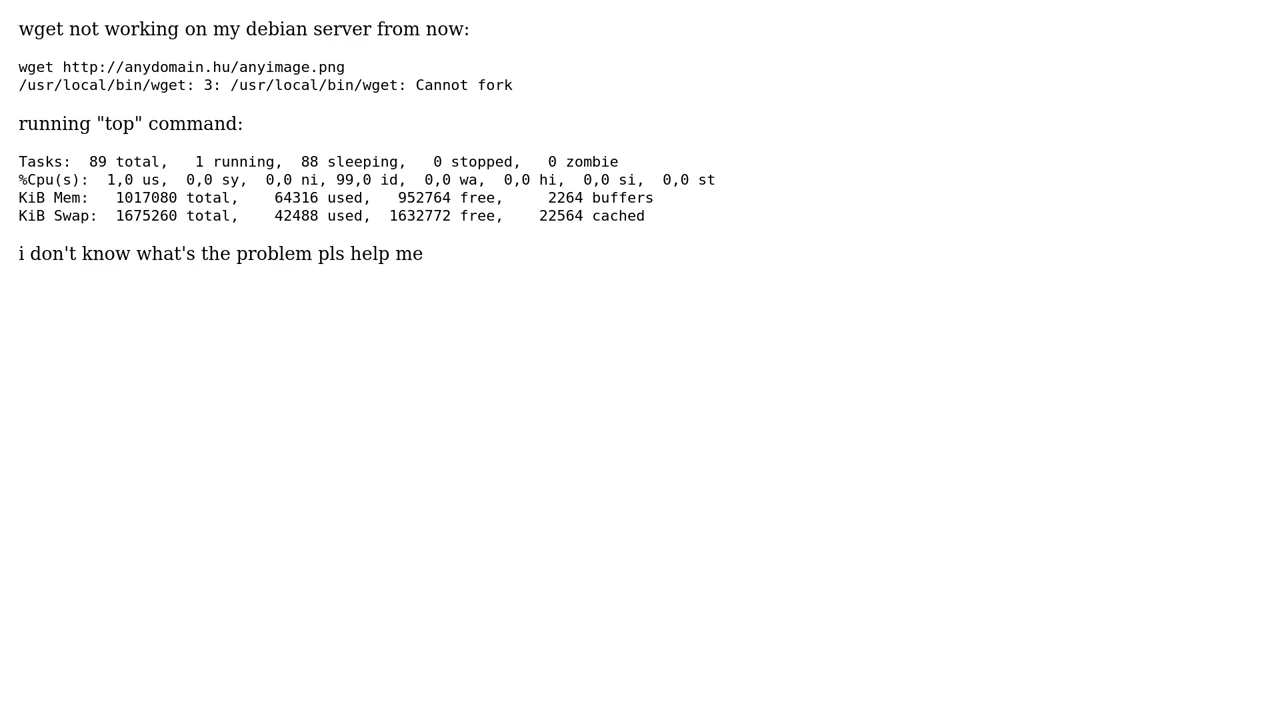 wget not working on my debian server from now:
wget http://anydomain.hu/anyimage.png
/usr/local/bin/wget: 3: /usr/local/bin/wget: Cannot fork
running "top" command:
Tasks:  89 total,   1 running,  88 sleeping,   0 stopped,   0 zombie
%Cpu(s):  1,0 us,  0,0 sy,  0,0 ni, 99,0 id,  0,0 wa,  0,0 hi,  0,0 si,  0,0 st
KiB Mem:   1017080 total,    64316 used,   952764 free,     2264 buffers
KiB Swap:  1675260 total,    42488 used,  1632772 free,    22564 cached
i don't know what's the problem pls help me